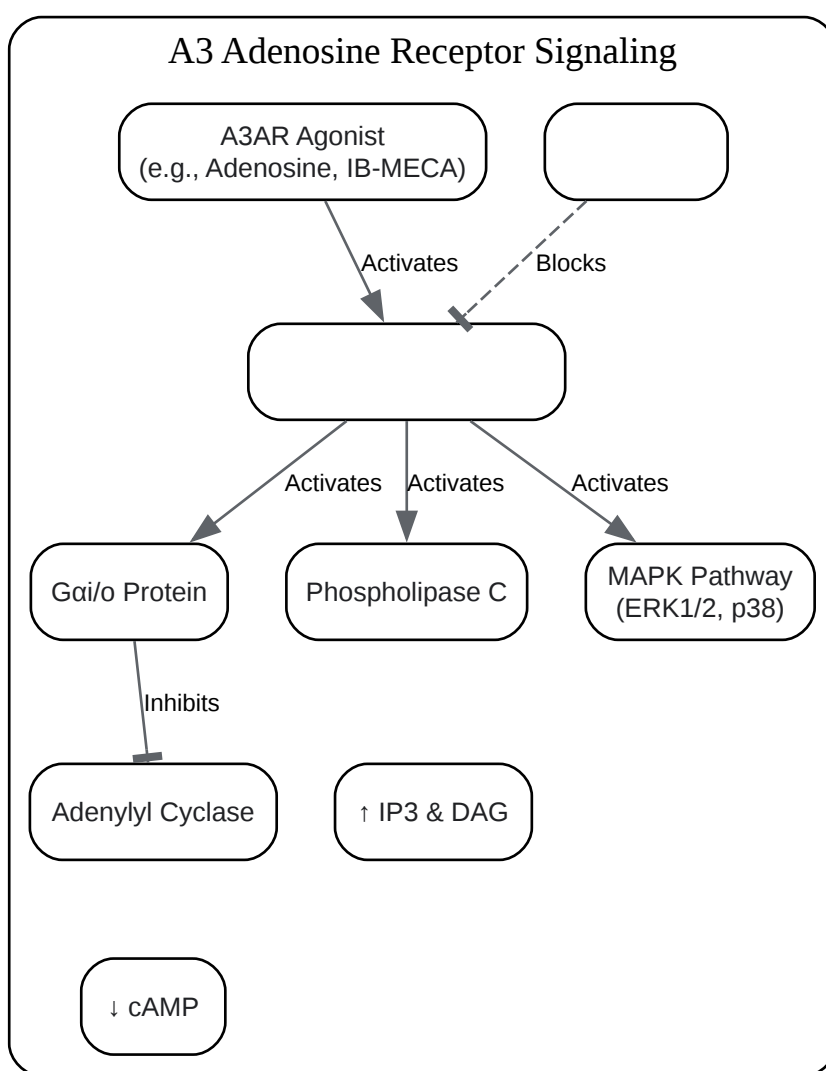 A3 Adenosine Receptor Signaling
A3AR Agonist
(e.g., Adenosine, IB-MECA)
Activates
Blocks
Activates
Activates
Activates
Gαi/o Protein
Phospholipase C
MAPK Pathway
(ERK1/2, p38)
Inhibits
Adenylyl Cyclase
↑ IP3 & DAG
↓ cAMP